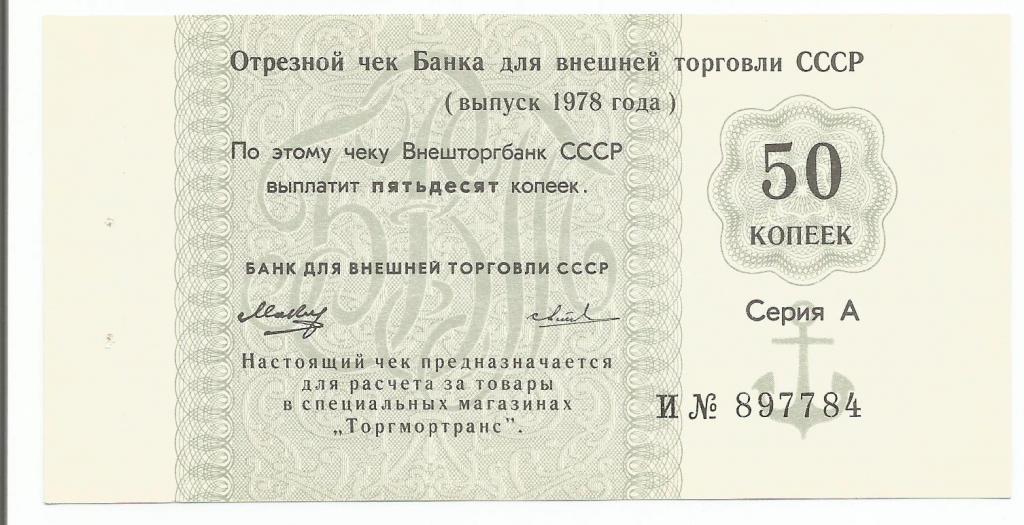 Отрезной чек Банка для внешней торговли СССР
(выпуск 1978 года)
По этому чеку Внешторгбанк СССР
выплатит пятьдесят копеек.
50
КОПЕЕК
БАНК ДЛЯ ВНЕШНЕЙ ТОРГОВЛИ СССР
Серия А
Настоящий чек предназначается
для расчета за товары
в специальных магазинах
„Торгмортранс".
И № 897784